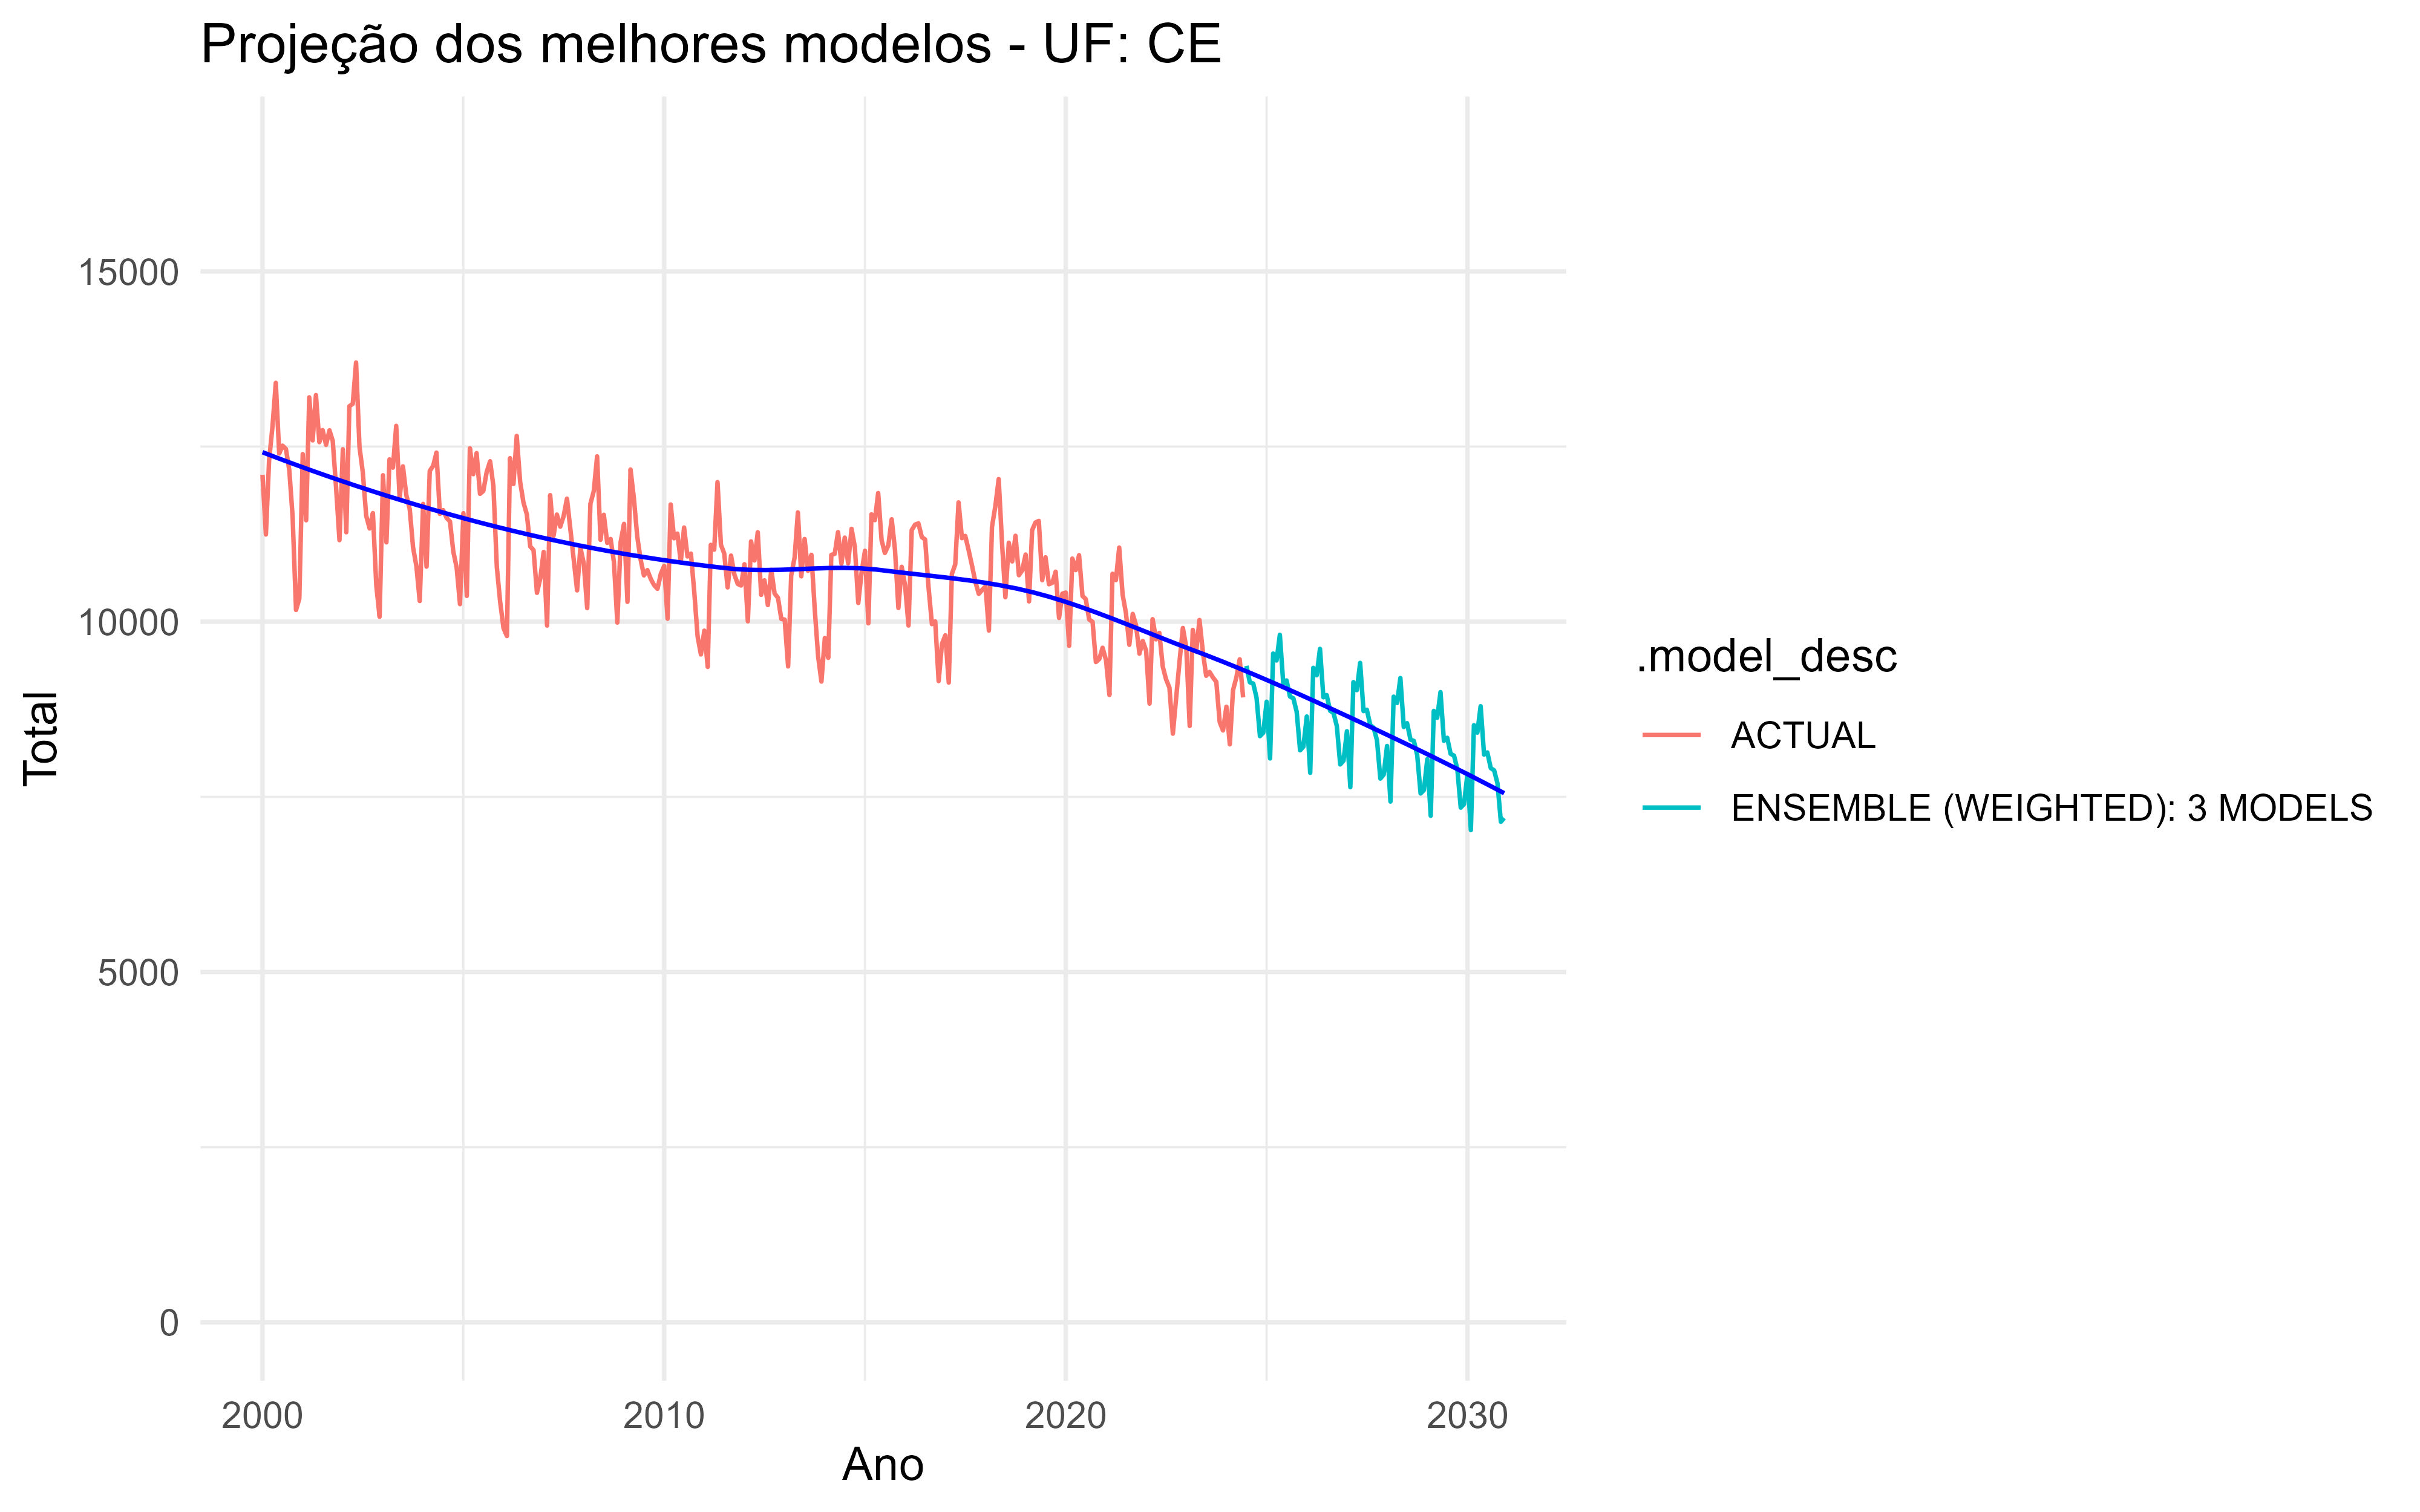 Projeção dos melhores modelos - UF: CE
15000
10000
5000
0
Total
2000
2010
2020
2030
Ano
.model_desc
ACTUAL
ENSEMBLE (WEIGHTED): 3 MODELS